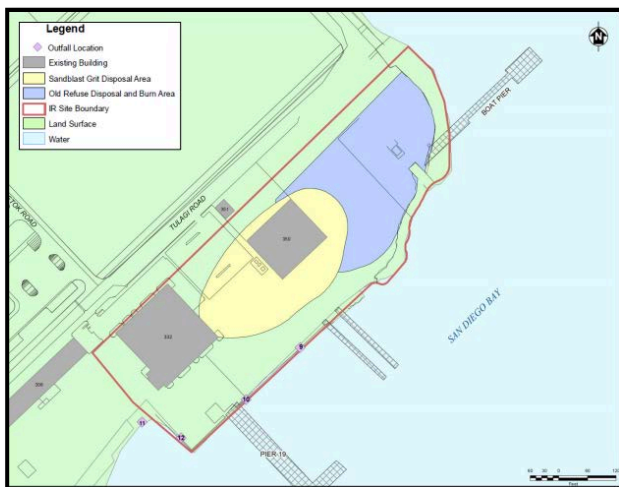 Legend
Outfall Location
Existing Building
Sandblast Grit Disposal Area
Old Refuse Disposal and Burn Area
IR Site Boundary
Land Surface
Water
N
BOAT PIER
TULAGI ROAD
ROAD
SAN DIEGO BAY
9
10
11
12
PIER 19
Feet